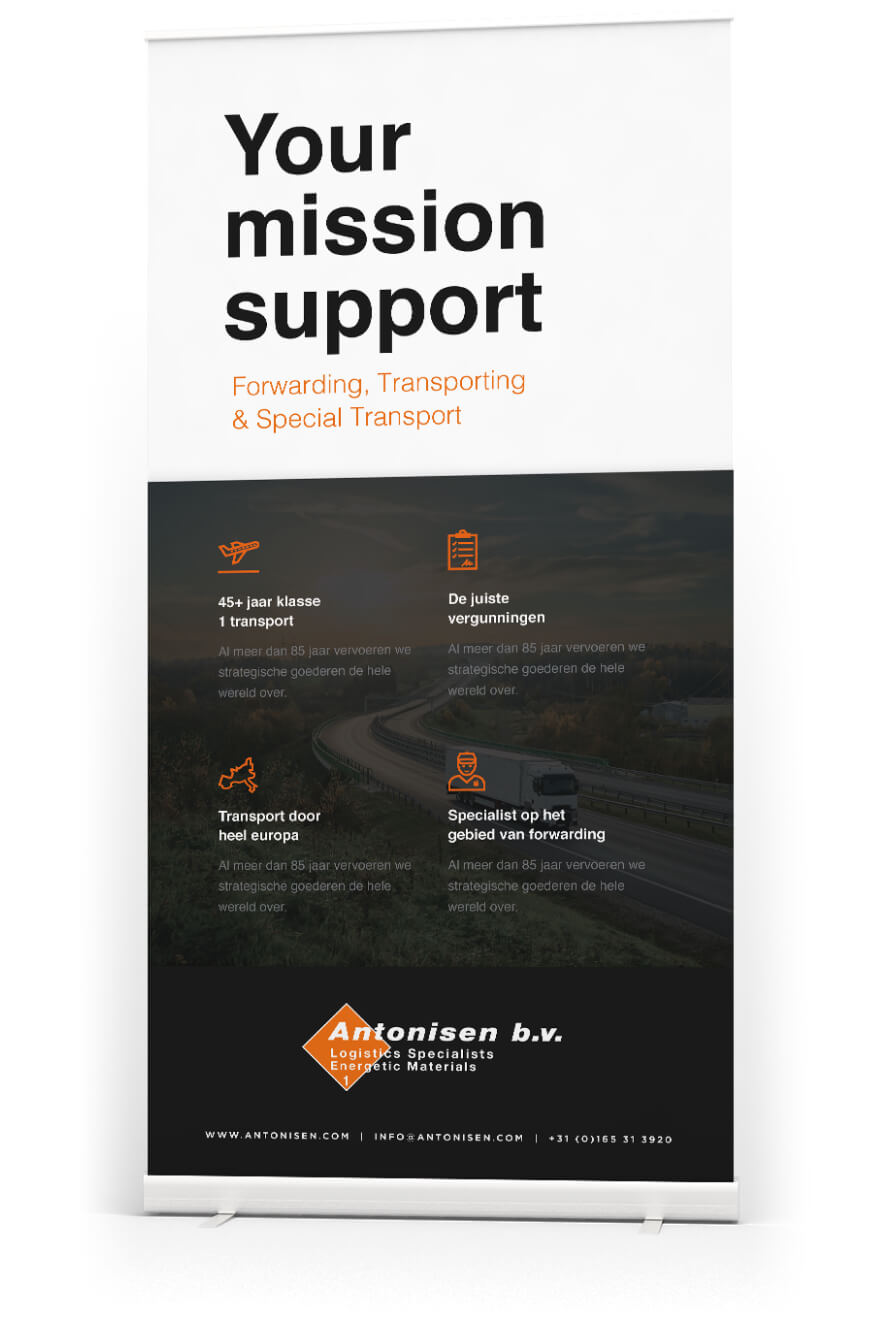 Your
mission
support
Forwarding, Transporting
& Special Transport
45+ jaar klasse
1 transport
Al meer dan 85 jaar vervoeren we
strategische goederen de hele
wereld over.
De juiste
vergunningen
Al meer dan 85 jaar vervoeren we
strategische goederen de hele
wereld over.
Transport door
heel europa
Al meer dan 85 jaar vervoeren we
strategische goederen de hele
wereld over.
Specialist op het
gebied van forwarding
Al meer dan 85 jaar vervoeren we
strategische goederen de hele
wereld over.
Antonisen b.v.
Logistics Specialists
Energetic Materials
1
WWW.ANTONISEN.COM | INFO@ANTONISEN.COM | +31 (0)165 31 3920